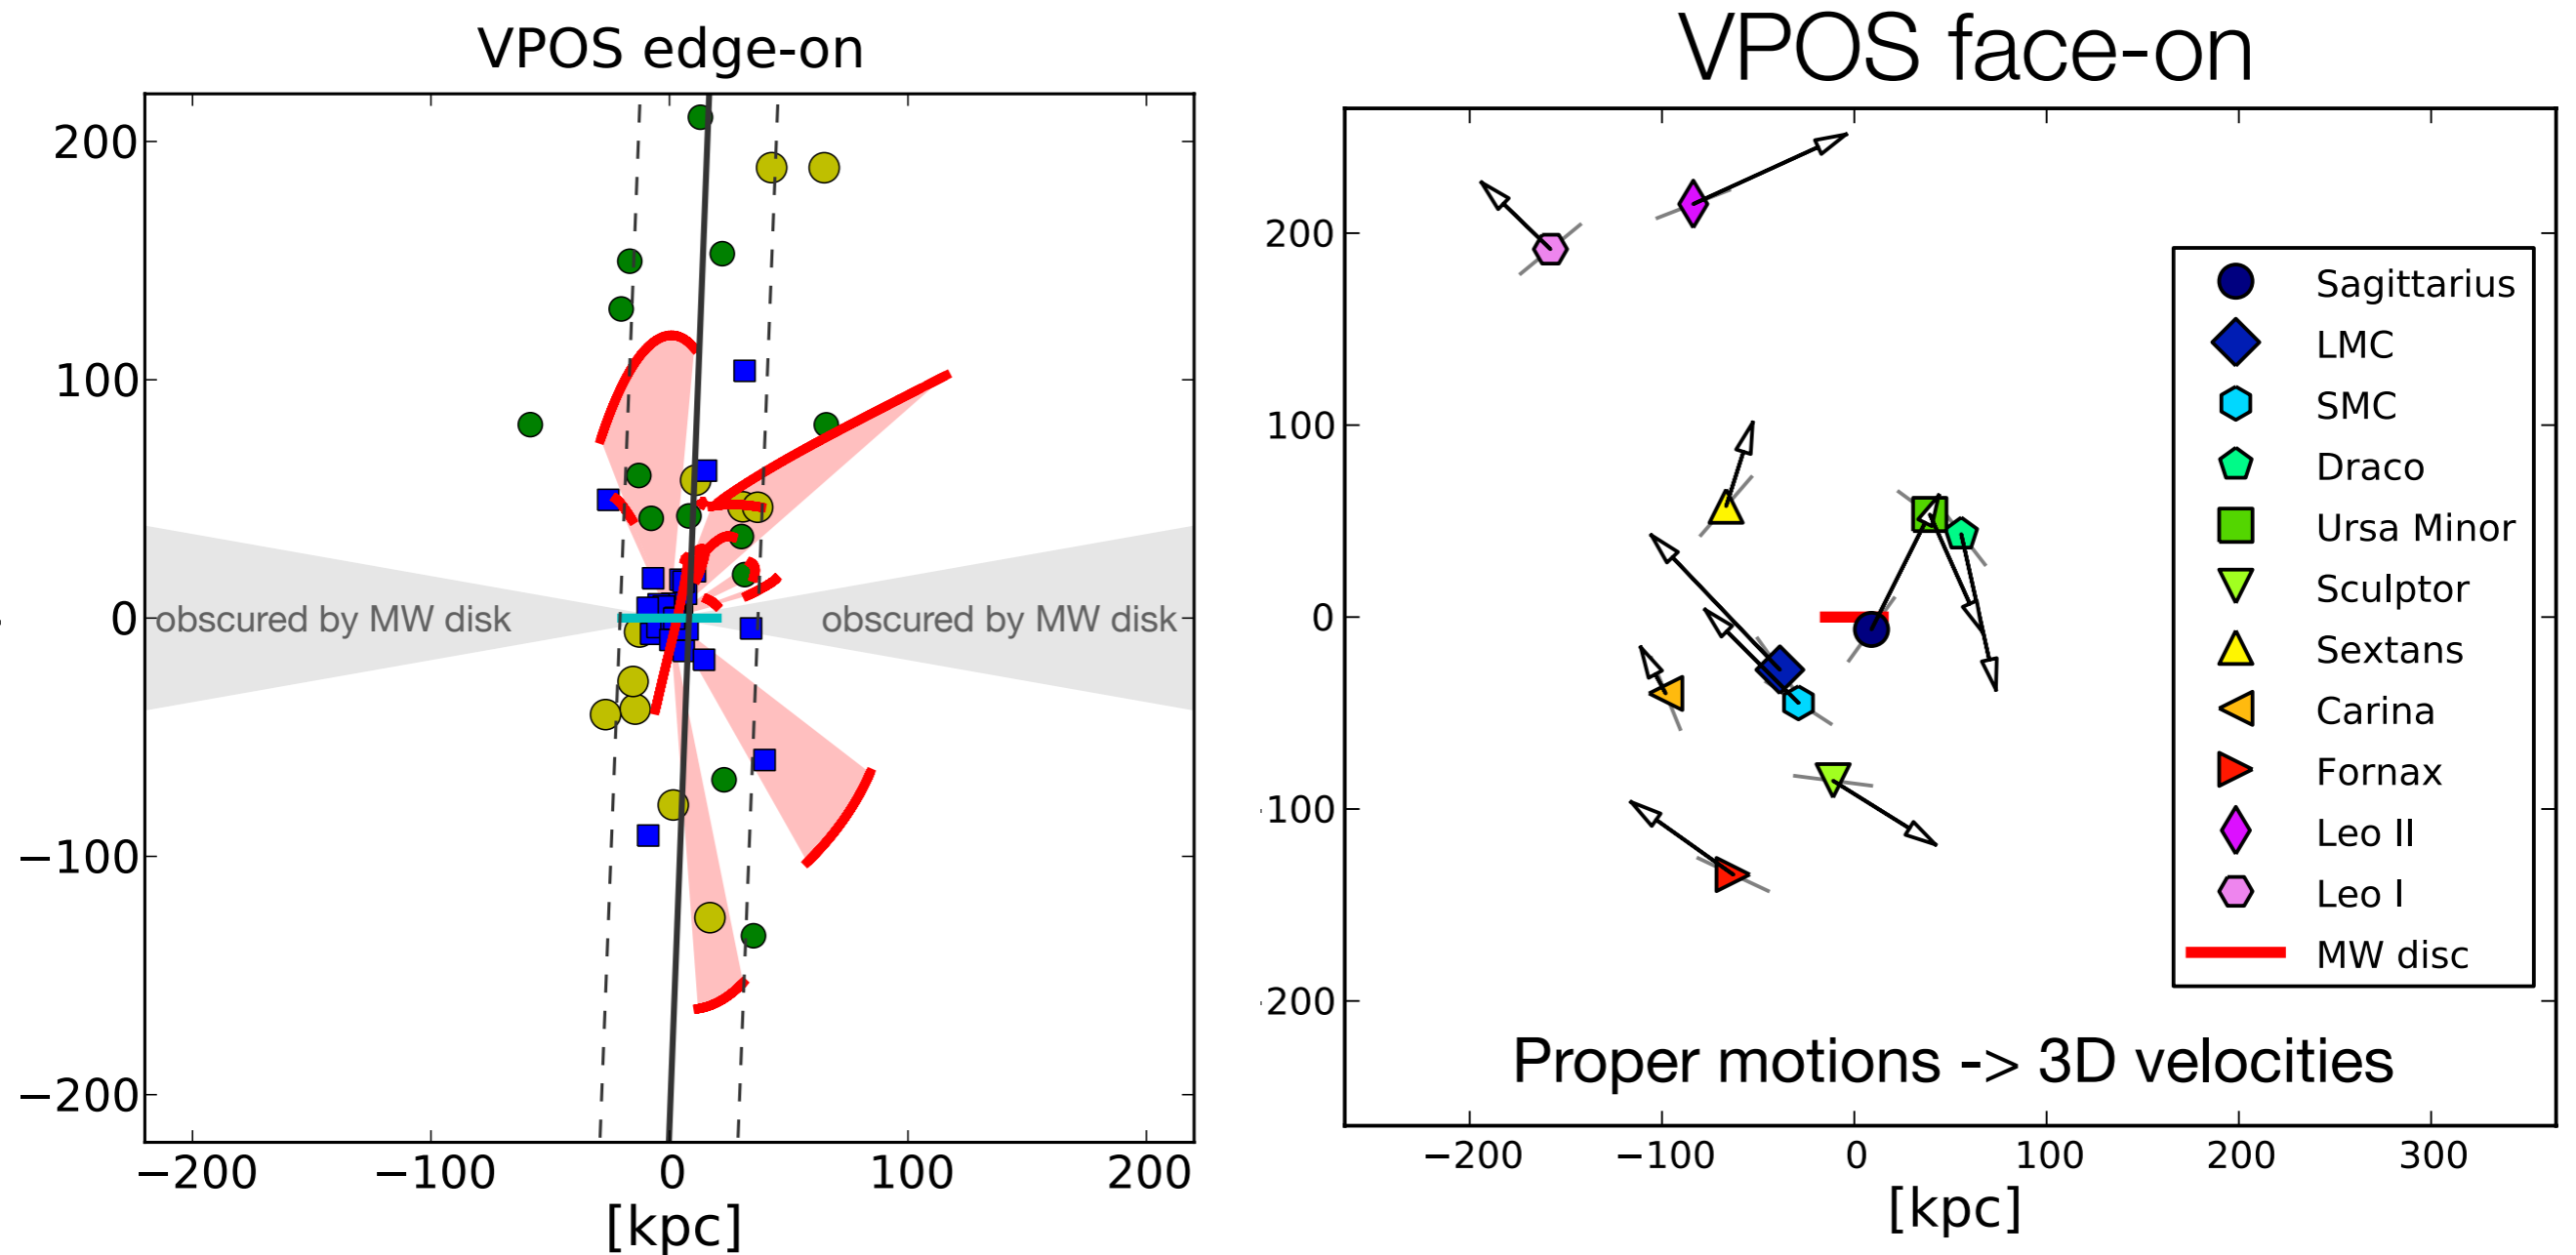 VPOS edge-on
200
100
0
−100
−200
obscured by MW disk
obscured by MW disk
−200
−100
0
100
200
[kpc]
VPOS face-on
200
100
0
100
200
Sagittarius
LMC
SMC
Draco
Ursa Minor
Sculptor
Sextans
Carina
Fornax
Leo II
Leo I
MW disc
Proper motions -> 3D velocities
−200
−100
0
100
200
300
[kpc]